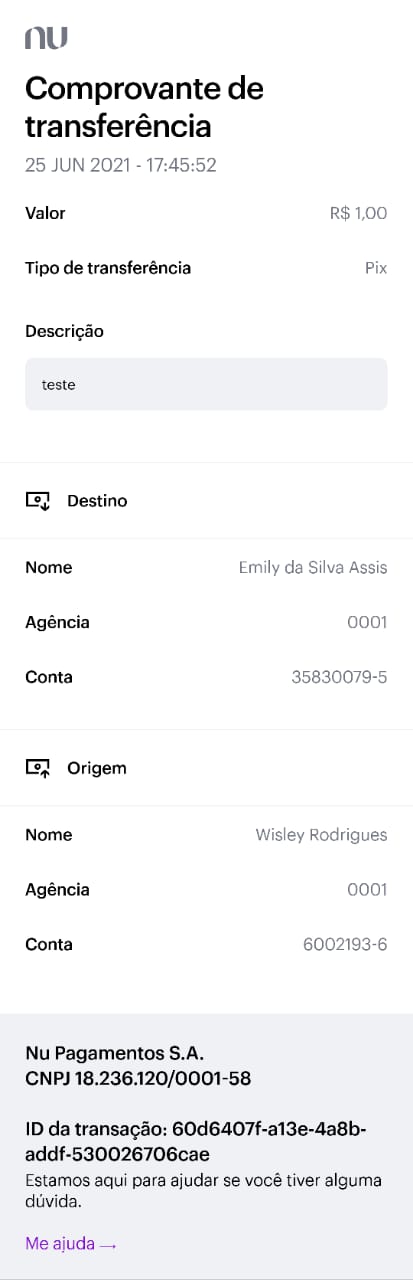 nu
Comprovante de
transferência
25 JUN 2021 - 17:45:52
Valor R$ 1,00
Tipo de transferência Pix
Descrição
teste
Destino
Nome Emily da Silva Assis
Agência 0001
Conta 35830079-5
Origem
Nome Wisley Rodrigues
Agência 0001
Conta 6002193-6
Nu Pagamentos S.A.
CNPJ 18.236.120/0001-58
ID da transação: 60d6407f-a13e-4a8b-
addf-530026706cae
Estamos aqui para ajudar se você tiver alguma
dúvida.
Me ajuda →